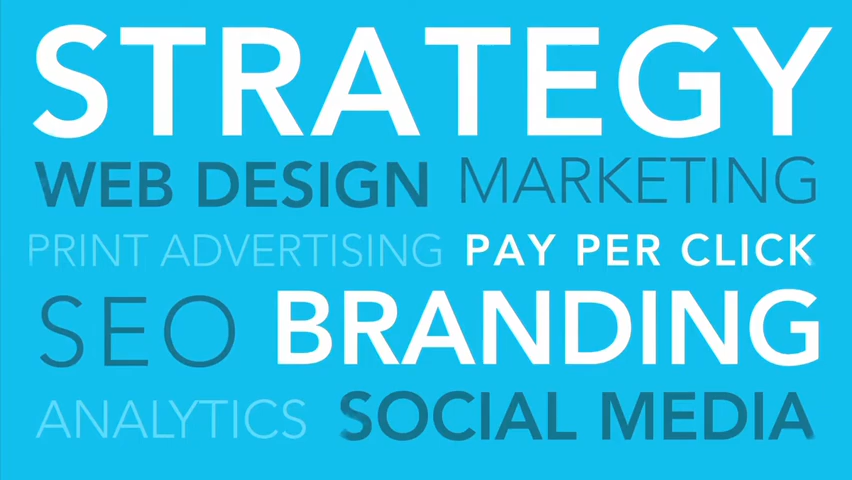 STRATEGY
WEB DESIGN MARKETING
PRINT ADVERTISING PAY PER CLICK
SEO BRANDING
ANALYTICS SOCIAL MEDIA